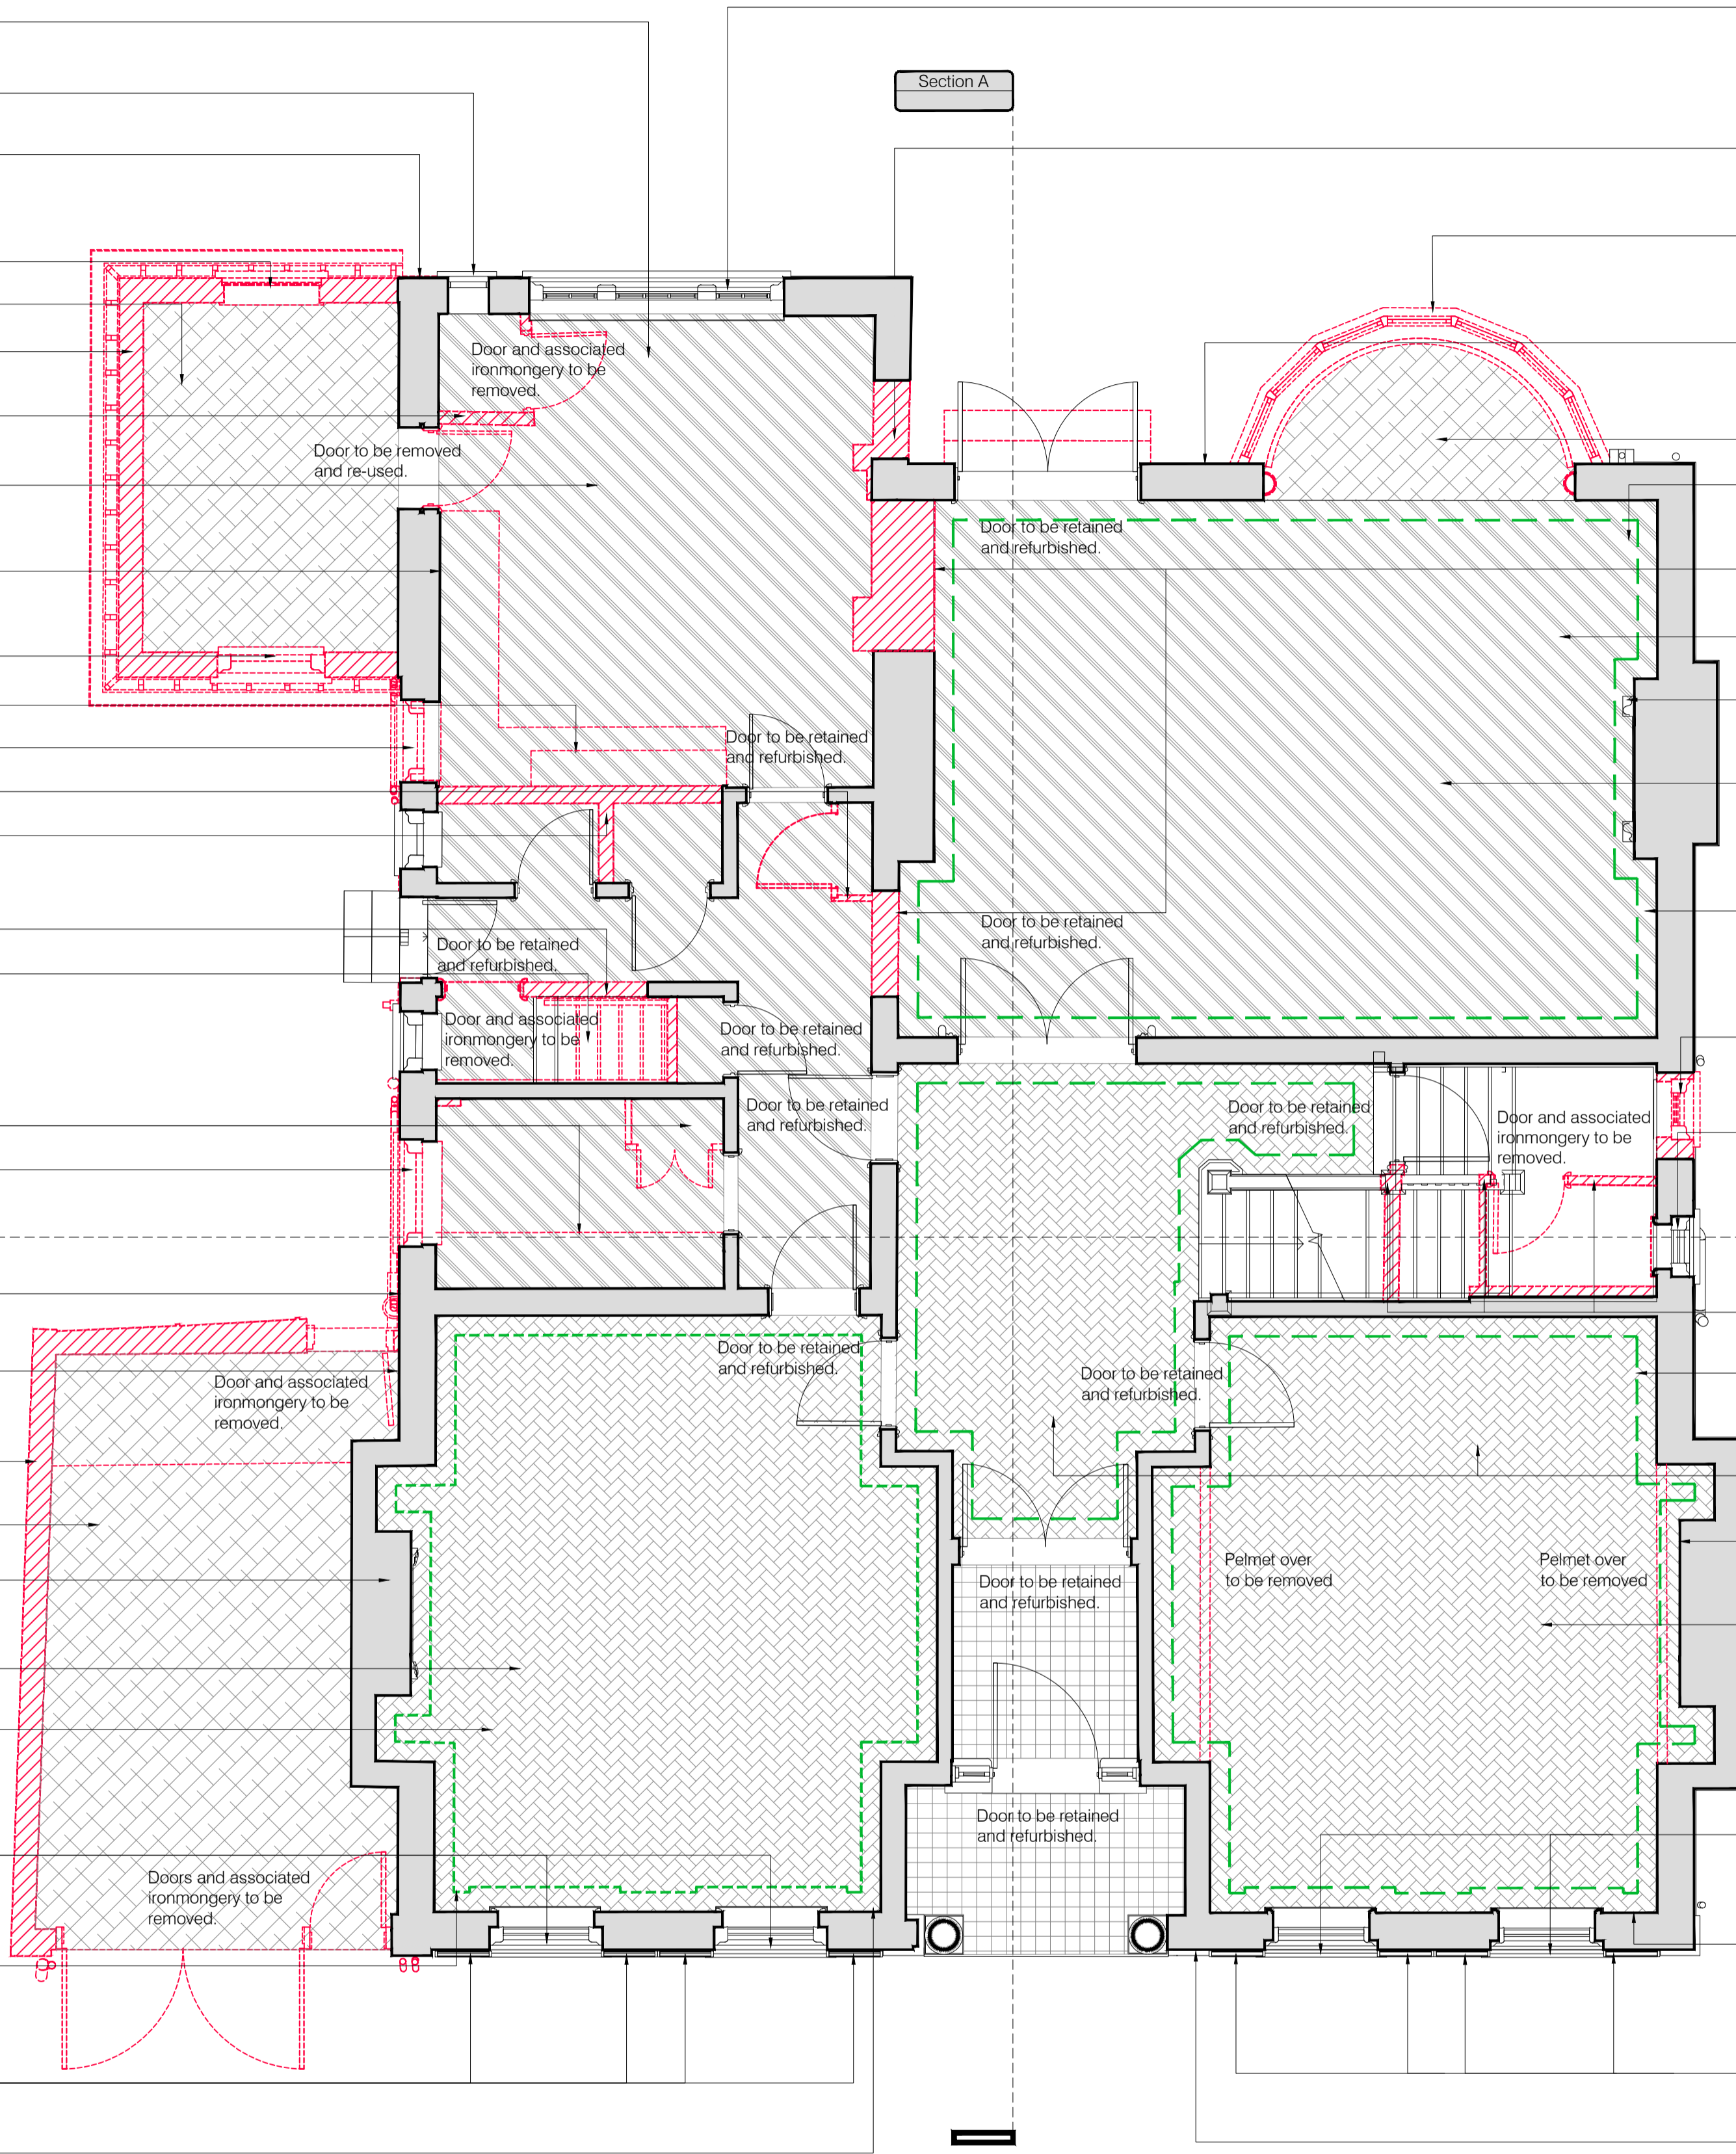 Section A
Door and associated
ironmongery to be
removed.
Door to be removed
and re-used.
Door to be retained
and refurbished.
Door to be retained
and refurbished.
Door to be retained
and refurbished.
Door to be retained
and refurbished.
Door and associated
ironmongery to be
removed.
Door to be retained
and refurbished.
Door to be retained
and refurbished.
Door to be retained
and refurbished.
Door and associated
ironmongery to be
removed.
Door to be retained
and refurbished.
Door to be retained
and refurbished.
Door and associated
ironmongery to be
removed.
Pelmet over
to be removed
Pelmet over
to be removed
Door to be retained
and refurbished.
Door to be retained
and refurbished.
Doors and associated
ironmongery to be
removed.